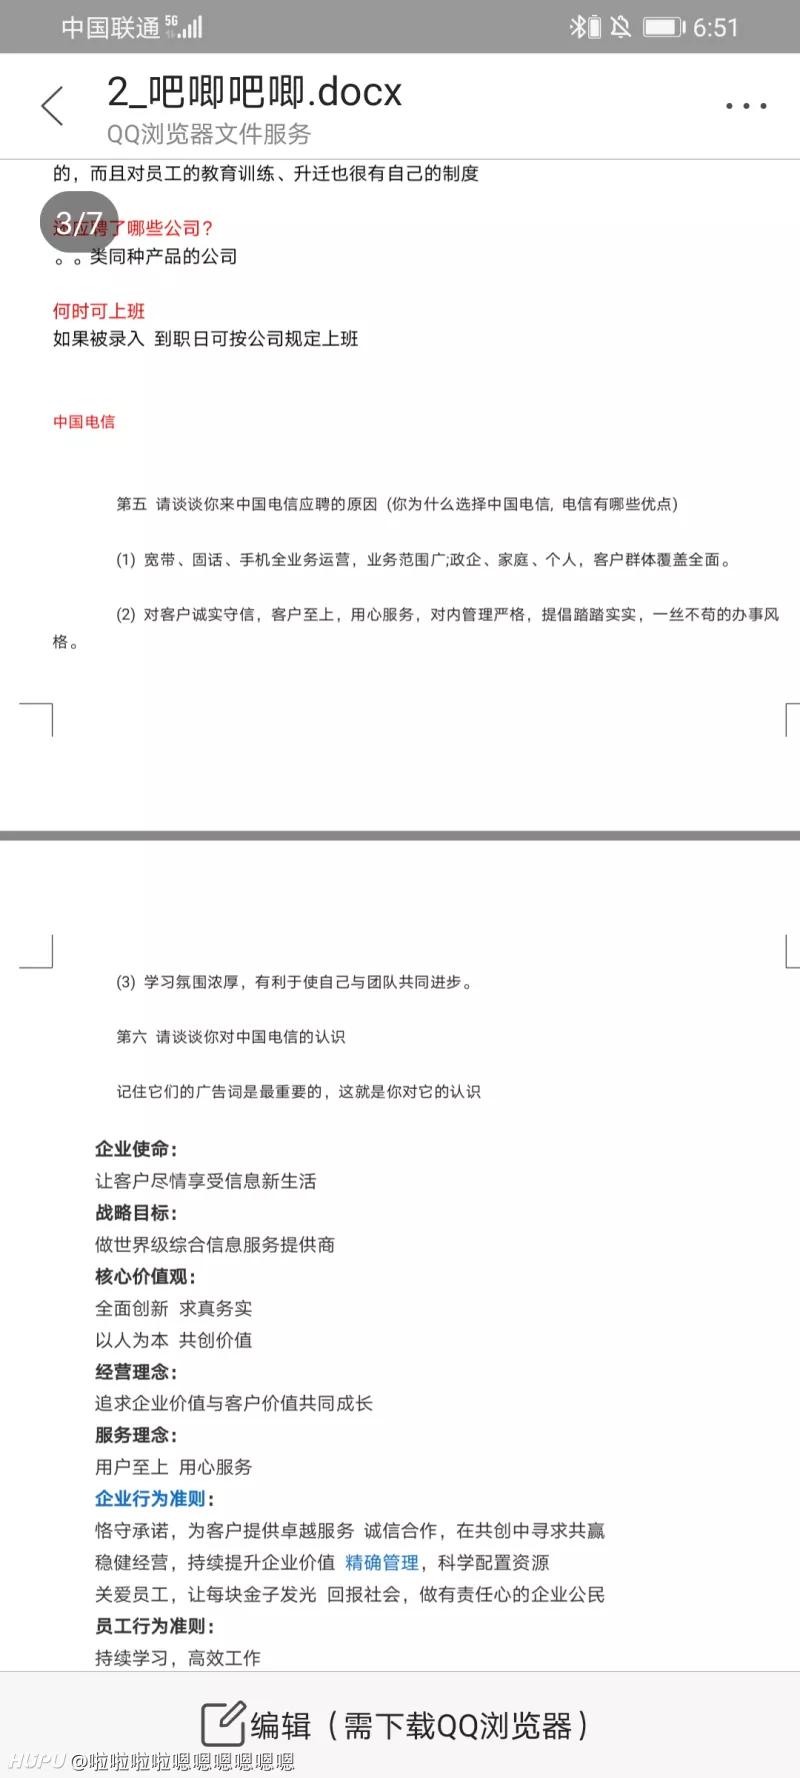 中国联通 5G 6:51
2_吧唧吧唧.docx
QQ浏览器文件服务
的，而且对员工的教育训练、升迁也很有自己的制度
3/7
应聘了哪些公司？
。。类同种产品的公司
何时可上班
如果被录入 到职日可按公司规定上班
中国电信
第五 请谈谈你来中国电信应聘的原因 (你为什么选择中国电信, 电信有哪些优点)
(1) 宽带、固话、手机全业务运营，业务范围广;政企、家庭、个人，客户群体覆盖全面。
(2) 对客户诚实守信，客户至上，用心服务，对内管理严格，提倡踏踏实实，一丝不苟的办事风
格。
(3) 学习氛围浓厚，有利于使自己与团队共同进步。
第六 请谈谈你对中国电信的认识
记住它们的广告词是最重要的，这就是你对它的认识
企业使命：
让客户尽情享受信息新生活
战略目标：
做世界级综合信息服务提供商
核心价值观：
全面创新 求真务实
以人为本 共创价值
经营理念：
追求企业价值与客户价值共同成长
服务理念：
用户至上 用心服务
企业行为准则：
恪守承诺，为客户提供卓越服务 诚信合作，在共创中寻求共赢
稳健经营，持续提升企业价值 精确管理，科学配置资源
关爱员工，让每块金子发光 回报社会，做有责任心的企业公民
员工行为准则：
持续学习，高效工作
编辑（需下载QQ浏览器）
HUPU @啦啦啦啦嗯嗯嗯嗯嗯嗯